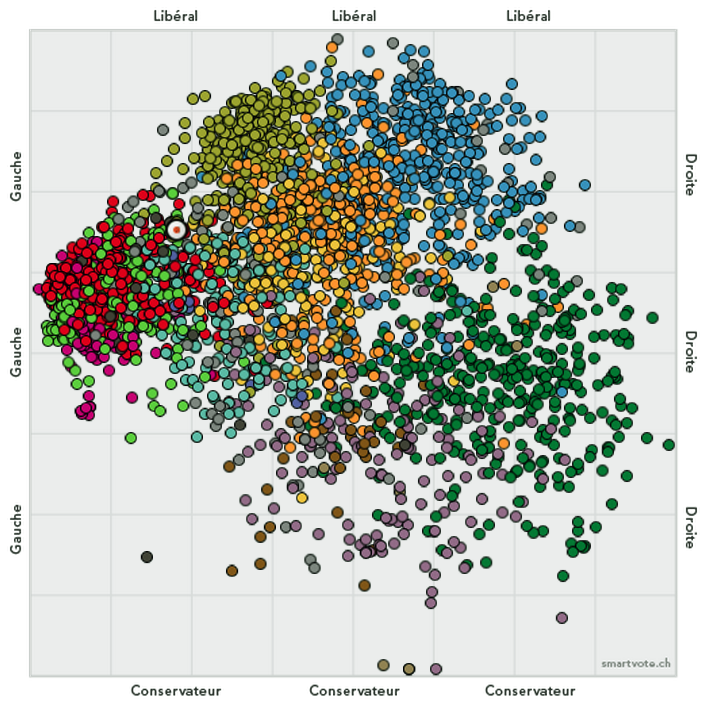 Libéral Libéral Libéral
Gauche
Droite
Gauche
Droite
Gauche
Droite
smartvote.ch
Conservateur Conservateur Conservateur